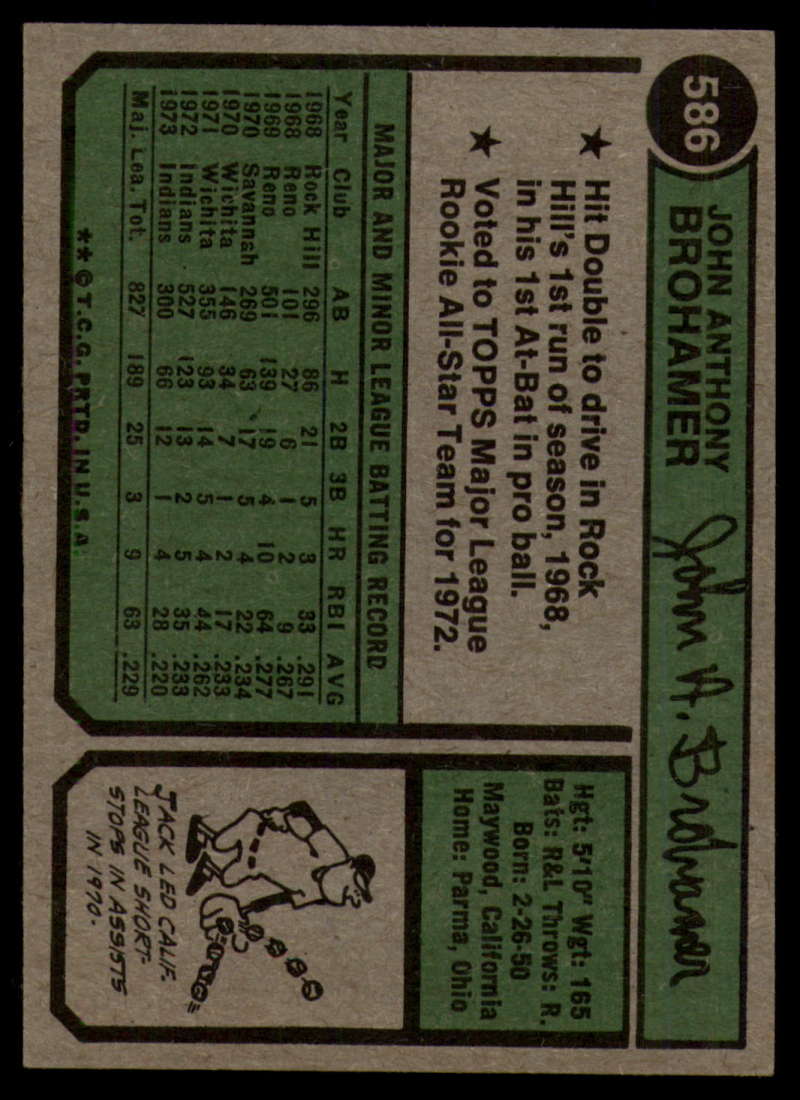 586
JOHN ANTHONY
BROHAMER
John A. Brohamer
★ Hit Double to drive in Rock
Hill's 1st run of season, 1968,
in his 1st At-Bat in pro ball.
★ Voted to TOPPS Major League
Rookie All-Star Team for 1972.
MAJOR AND MINOR LEAGUE BATTING RECORD
Year Club AB H 2B 3B HR RBI AVG
1968 Rock Hill 296 86 21 5 3 33 .291
1968 Reno 101 27 6 1 2 9 .267
1969 Reno 501 139 19 4 10 64 .277
1970 Savannah 269 63 17 5 4 22 .234
1970 Wichita 146 34 7 1 2 17 .233
1971 Wichita 355 93 14 5 4 44 .262
1972 Indians 527 123 13 2 5 35 .233
1973 Indians 300 66 12 1 4 28 .220
Maj. Lea. Tot. 827 189 25 3 9 63 .229
** © T.C.G. PRTD. IN U.S.A.
Hgt: 5'10" Wgt: 165
Bats: R&L Throws: R.
Born: 2-26-50
Maywood, California
Home: Parma, Ohio
JACK LED CALIF.
LEAGUE SHORT-
STOPS IN ASSISTS
IN 1970.